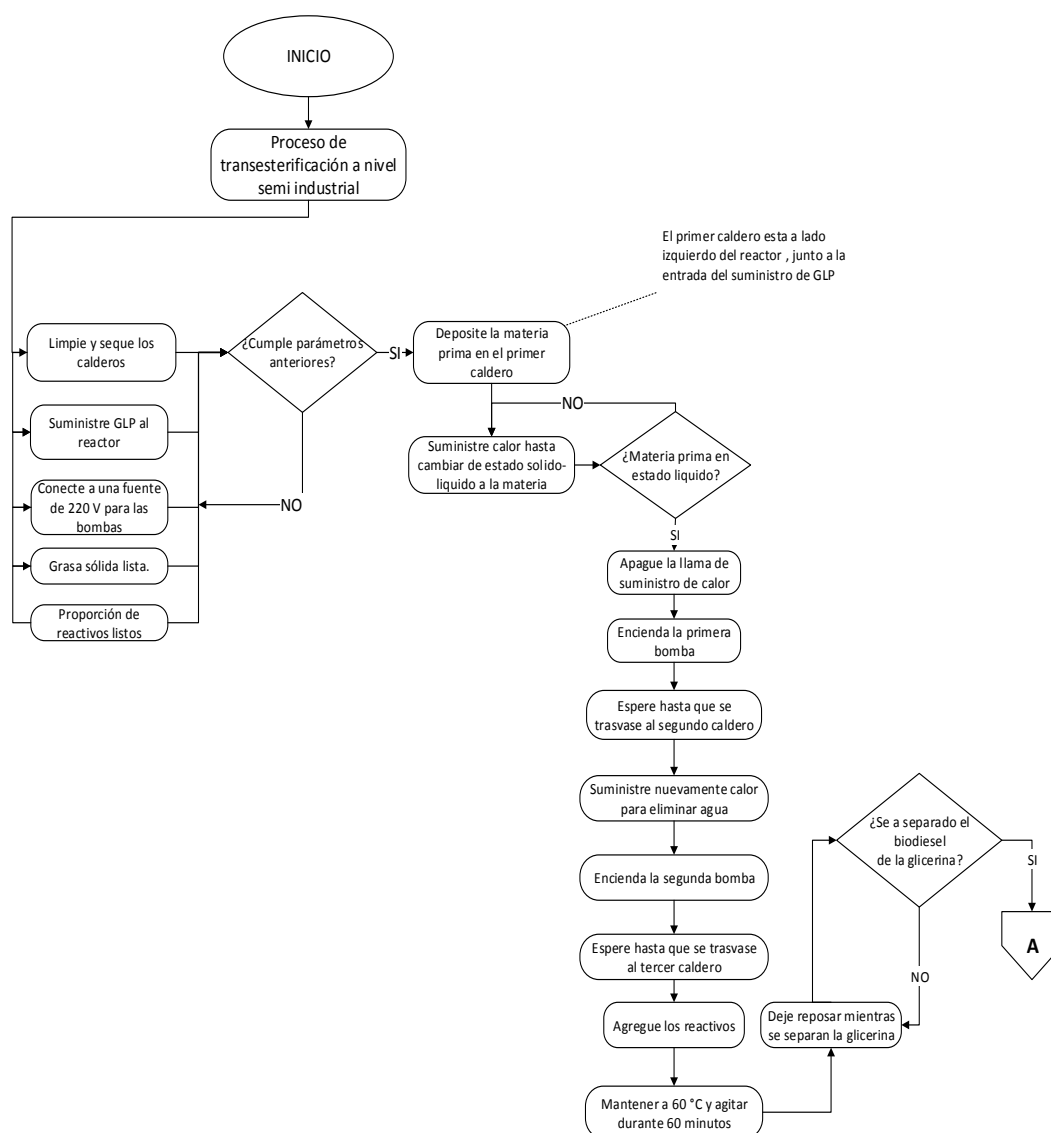 INICIO
Proceso de
transesterificación a nivel
semi industrial
El primer caldero esta a lado
izquierdo del reactor , junto a la
entrada del suministro de GLP
Limpie y seque los
calderos
¿Cumple parámetros
anteriores?
SI
Deposite la materia
prima en el primer
caldero
NO
Suministre GLP al
reactor
Suministre calor hasta
cambiar de estado solido-
liquido a la materia
¿Materia prima en
estado liquido?
Conecte a una fuente
de 220 V para las
bombas
NO
SI
Grasa sólida lista.
Apague la llama de
suministro de calor
Proporción de
reactivos listos
Encienda la primera
bomba
Espere hasta que se
trasvase al segundo caldero
Suministre nuevamente calor
para eliminar agua
¿Se a separado el
biodiesel
de la glicerina?
SI
Encienda la segunda bomba
A
Espere hasta que se trasvase
al tercer caldero
NO
Agregue los reactivos
Deje reposar mientras
se separan la glicerina
Mantener a 60 °C y agitar
durante 60 minutos